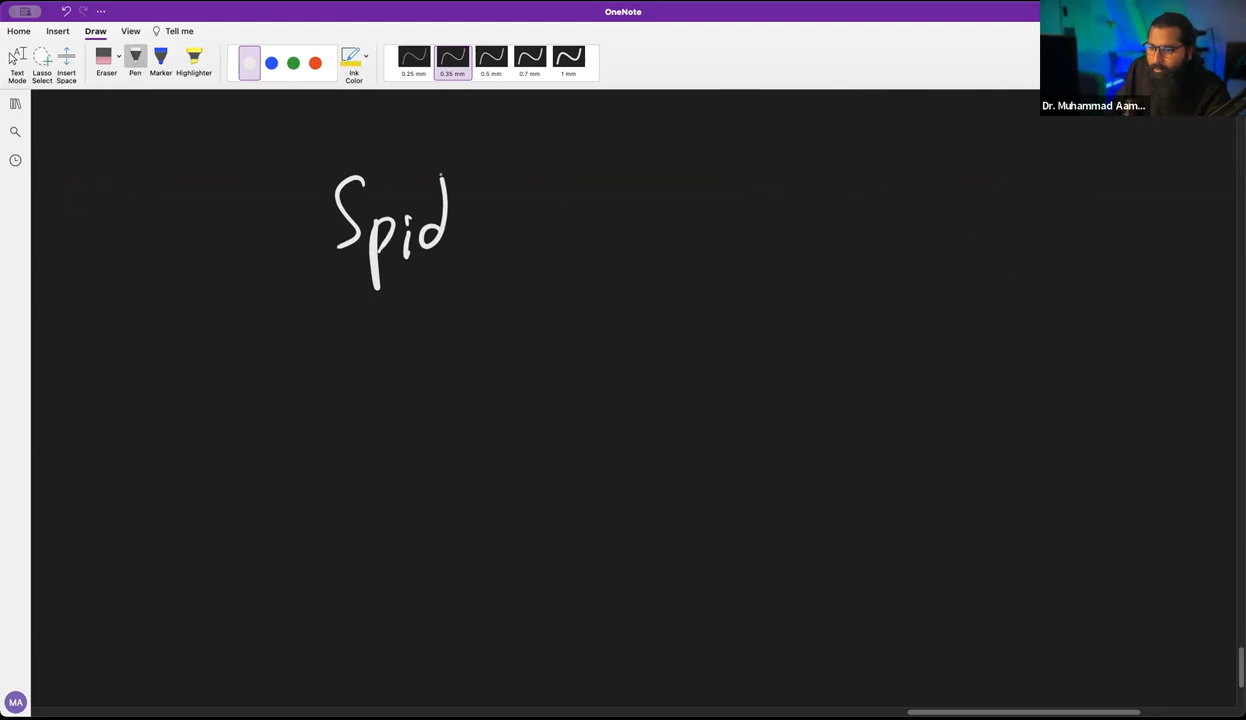 OneNote
Home Insert Draw View Tell me
Text Mode
Lasso Select
Insert Space
Eraser
Pen
Marker
Highlighter
Ink Color
0.25 mm
0.35 mm
0.5 mm
0.7 mm
1 mm
Dr. Muhammad Aam...
Spid
MA